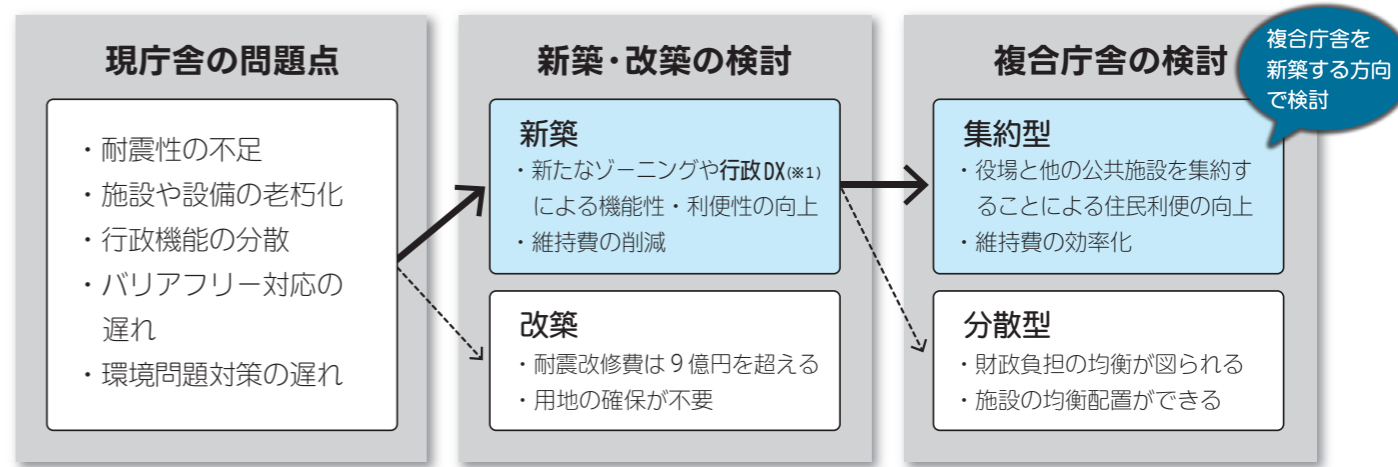 現庁舎の問題点
・耐震性の不足
・施設や設備の老朽化
・行政機能の分散
・バリアフリー対応の
遅れ
・環境問題対策の遅れ
新築・改築の検討
新築
・新たなゾーニングや行政DX(※1)
による機能性・利便性の向上
・維持費の削減
改築
・耐震改修費は9億円を超える
・用地の確保が不要
複合庁舎の検討
複合庁舎を
新築する方向
で検討
集約型
・役場と他の公共施設を集約す
ることによる住民利便の向上
・維持費の効率化
分散型
・財政負担の均衡が図られる
・施設の均衡配置ができる